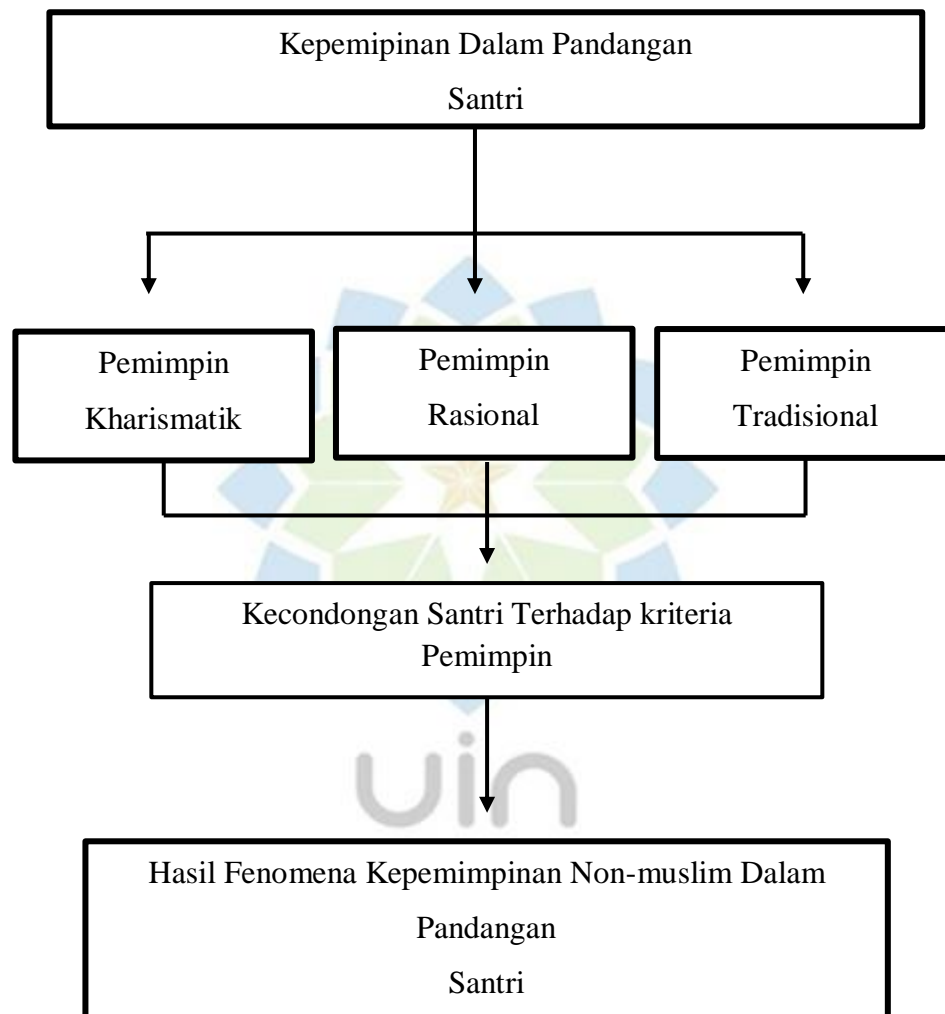 Kepemipinan Dalam Pandangan
Santri
Pemimpin
Kharismatik
Pemimpin
Rasional
Pemimpin
Tradisional
Kecondongan Santri Terhadap kriteria
Pemimpin
uin
Hasil Fenomena Kepemimpinan Non-muslim Dalam
Pandangan
Santri